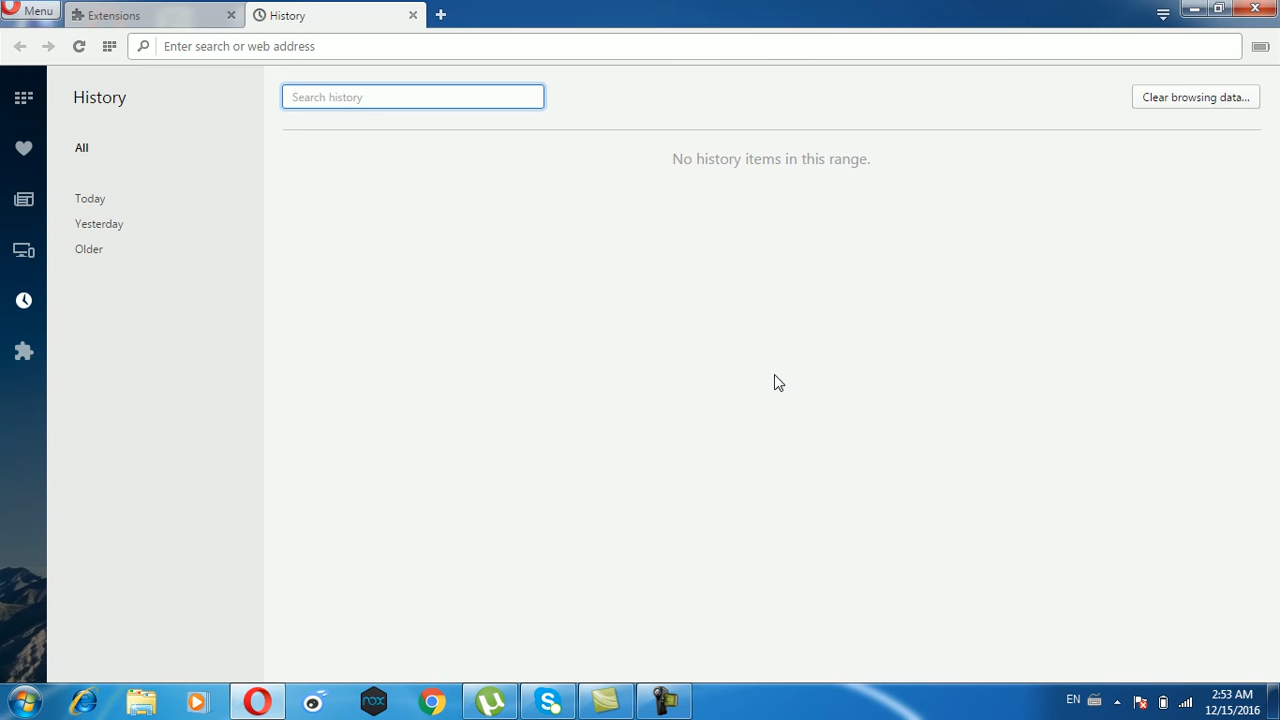 Menu
Extensions
History
Enter search or web address
History
Search history
Clear browsing data...
All
No history items in this range.
Today
Yesterday
Older
nox
EN
2:53 AM
12/15/2016